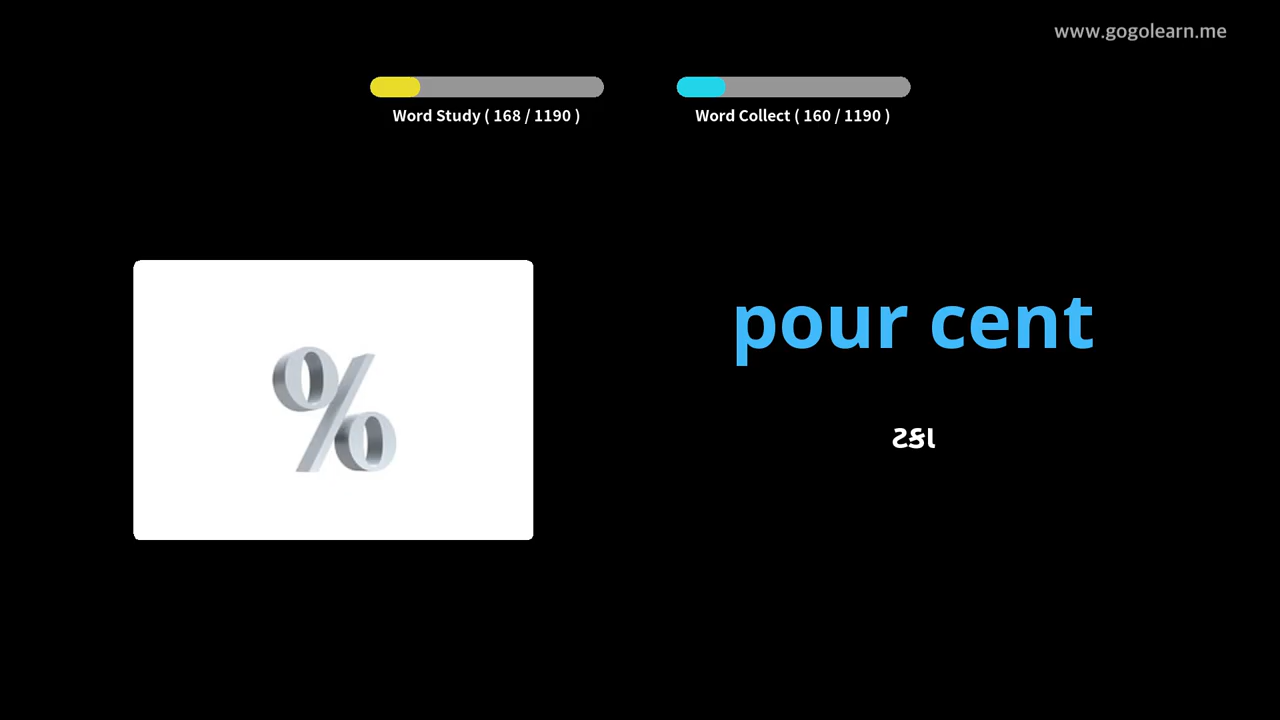 www.gogolearn.me
Word Study ( 168 / 1190 )
Word Collect ( 160 / 1190 )
%
pour cent
ટકા